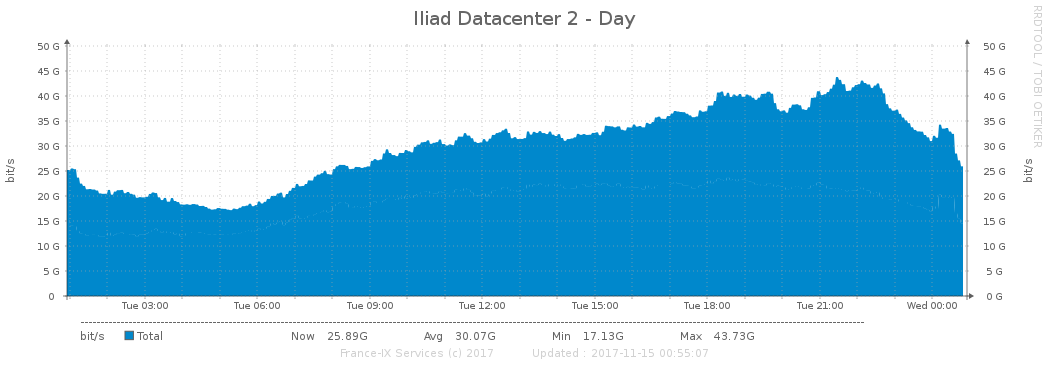 Iliad Datacenter 2 - Day
RRDTOOL / TOBI OETIKER
bit/s
50 G 50 G
45 G 45 G
40 G 40 G
35 G 35 G
30 G 30 G
25 G 25 G
20 G 20 G
15 G 15 G
10 G 10 G
5 G 5 G
0 0 G
bit/s
Tue 03:00 Tue 06:00 Tue 09:00 Tue 12:00 Tue 15:00 Tue 18:00 Tue 21:00 Wed 00:00
bit/s Total Now 25.89G Avg 30.07G Min 17.13G Max 43.73G
France-IX Services (c) 2017 Updated : 2017-11-15 00:55:07